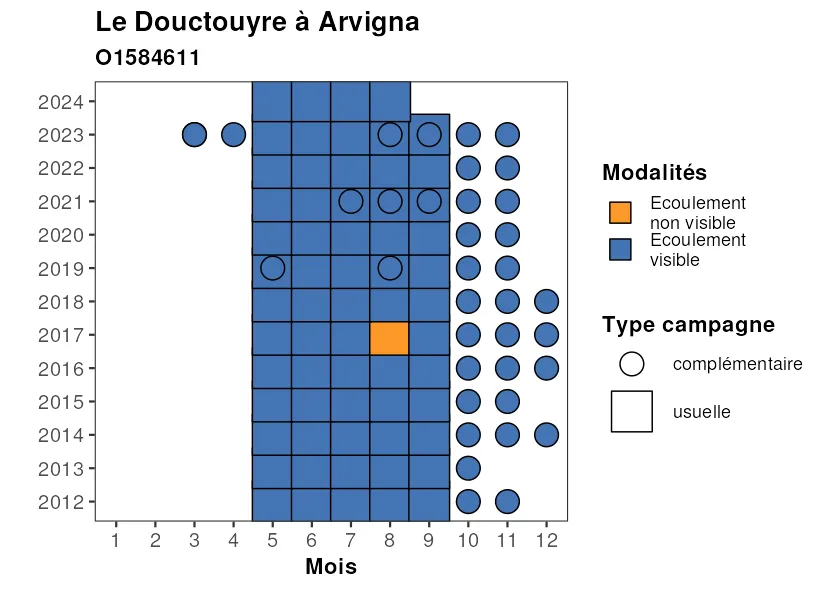 Le Douctouyre à Arvigna
O1584611
2024
2023
2022
2021
2020
2019
2018
2017
2016
2015
2014
2013
2012
1 2 3 4 5 6 7 8 9 10 11 12
Mois
Modalités
Ecoulement
non visible
Ecoulement
visible
Type campagne
complémentaire
usuelle